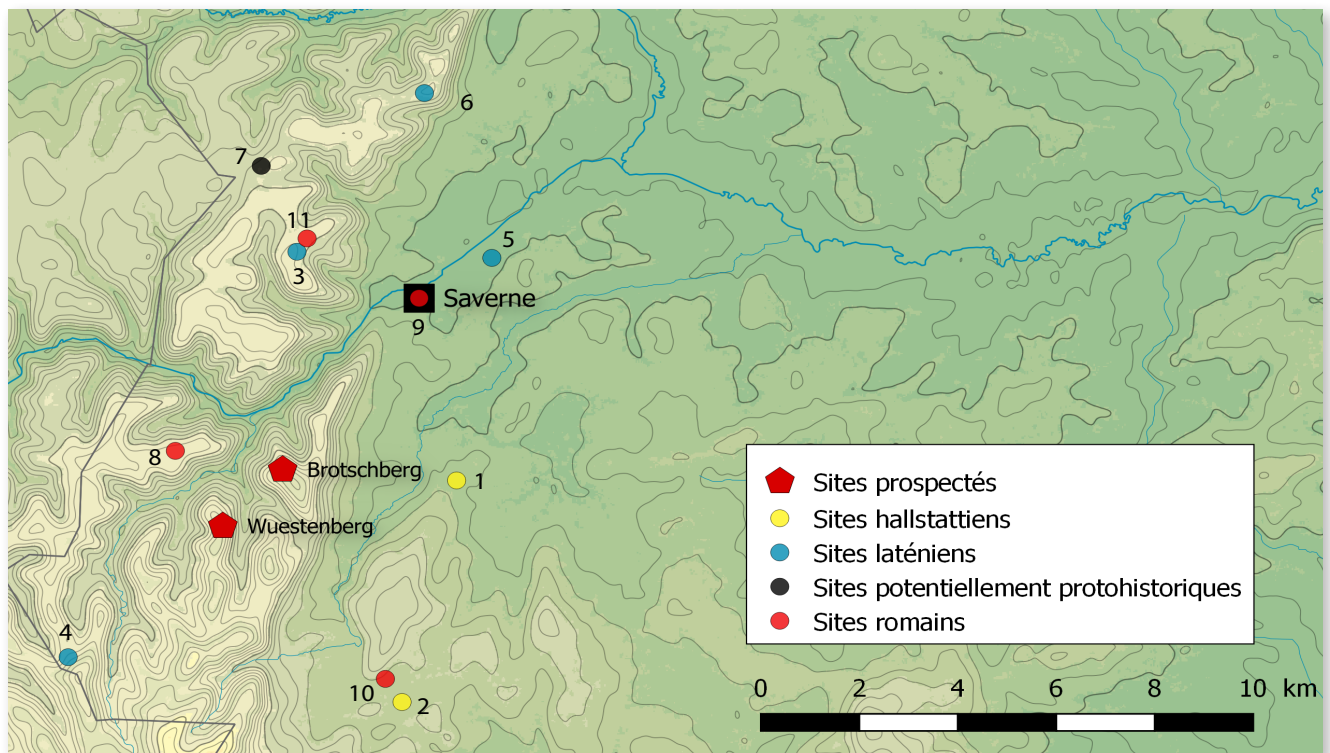 6
7
11
3
5
Saverne
9
8
Brotschberg
1
Wuestenberg
4
10
2
Sites prospectés
Sites hallstattiens
Sites laténiens
Sites potentiellement protohistoriques
Sites romains
0 2 4 6 8 10 km